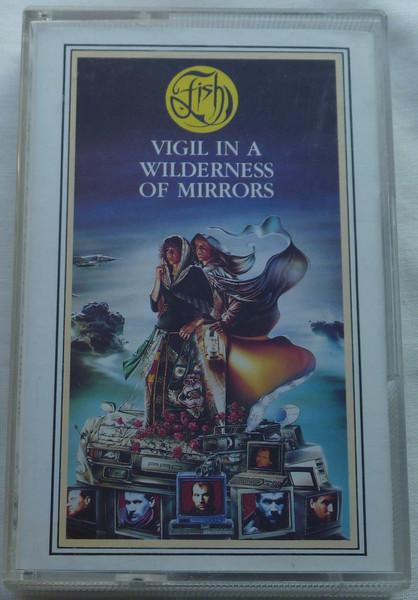 Fish
VIGIL IN A
WILDERNESS
OF MIRRORS